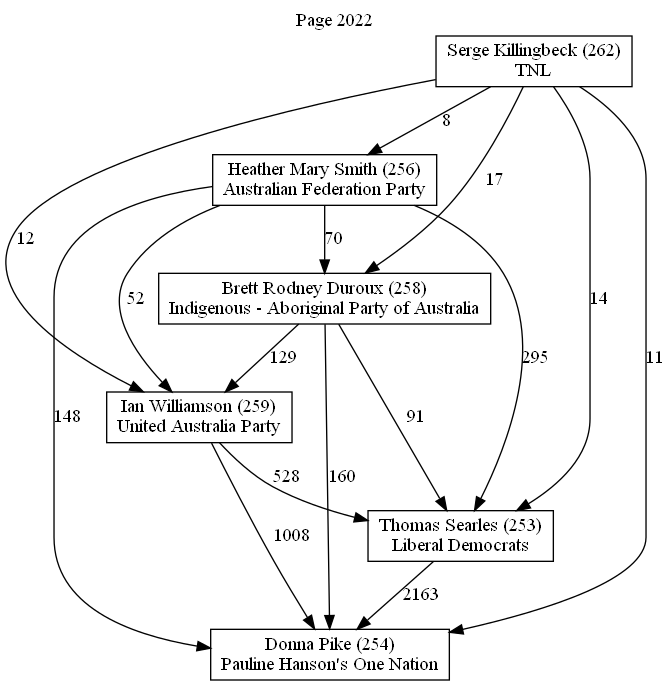 Page 2022
Serge Killingbeck (262)
TNL
8
Heather Mary Smith (256)
Australian Federation Party
17
12
70
52
14
11
Brett Rodney Duroux (258)
Indigenous - Aboriginal Party of Australia
295
129
148
91
Ian Williamson (259)
United Australia Party
528
160
1008
Thomas Searles (253)
Liberal Democrats
2163
Donna Pike (254)
Pauline Hanson's One Nation